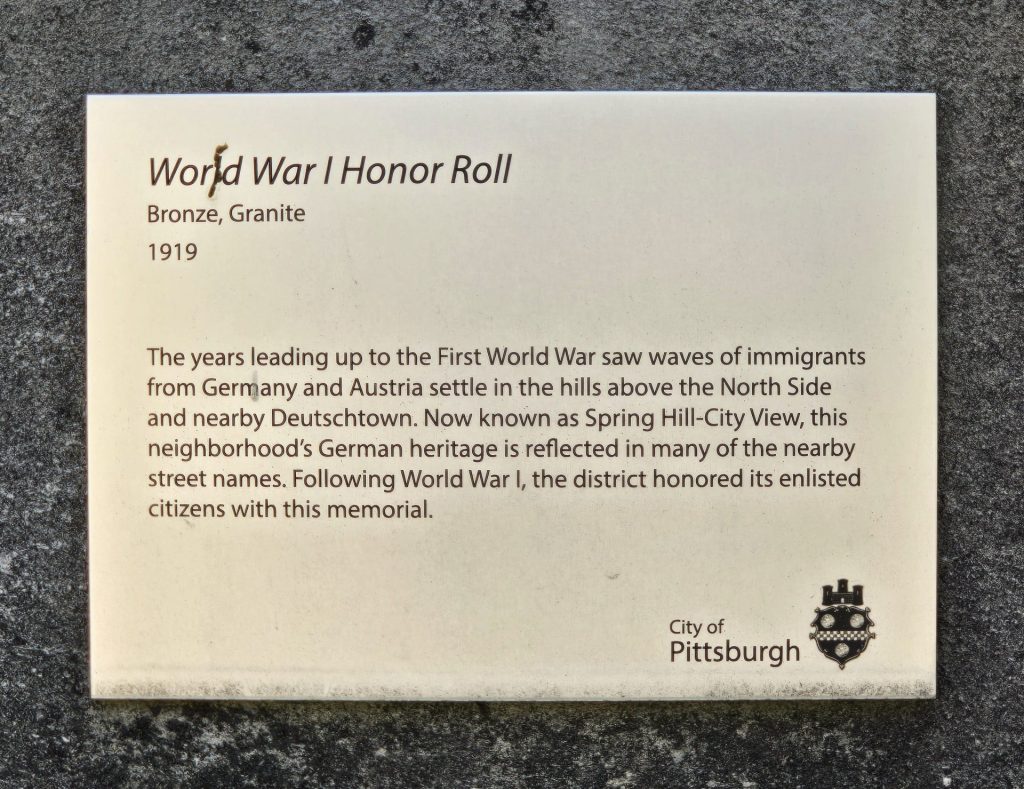 World War I Honor Roll
Bronze, Granite
1919
The years leading up to the First World War saw waves of immigrants
from Germany and Austria settle in the hills above the North Side
and nearby Deutschtown. Now known as Spring Hill-City View, this
neighborhood's German heritage is reflected in many of the nearby
street names. Following World War I, the district honored its enlisted
citizens with this memorial.
City of
Pittsburgh